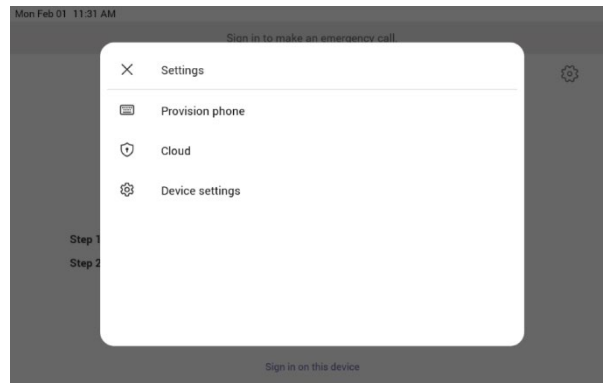 Mon Feb 01 11:31 AM
Sign in to make an emergency call.
Settings
Provision phone
Cloud
Device settings
Step 1
Step 2
Sign in on this device